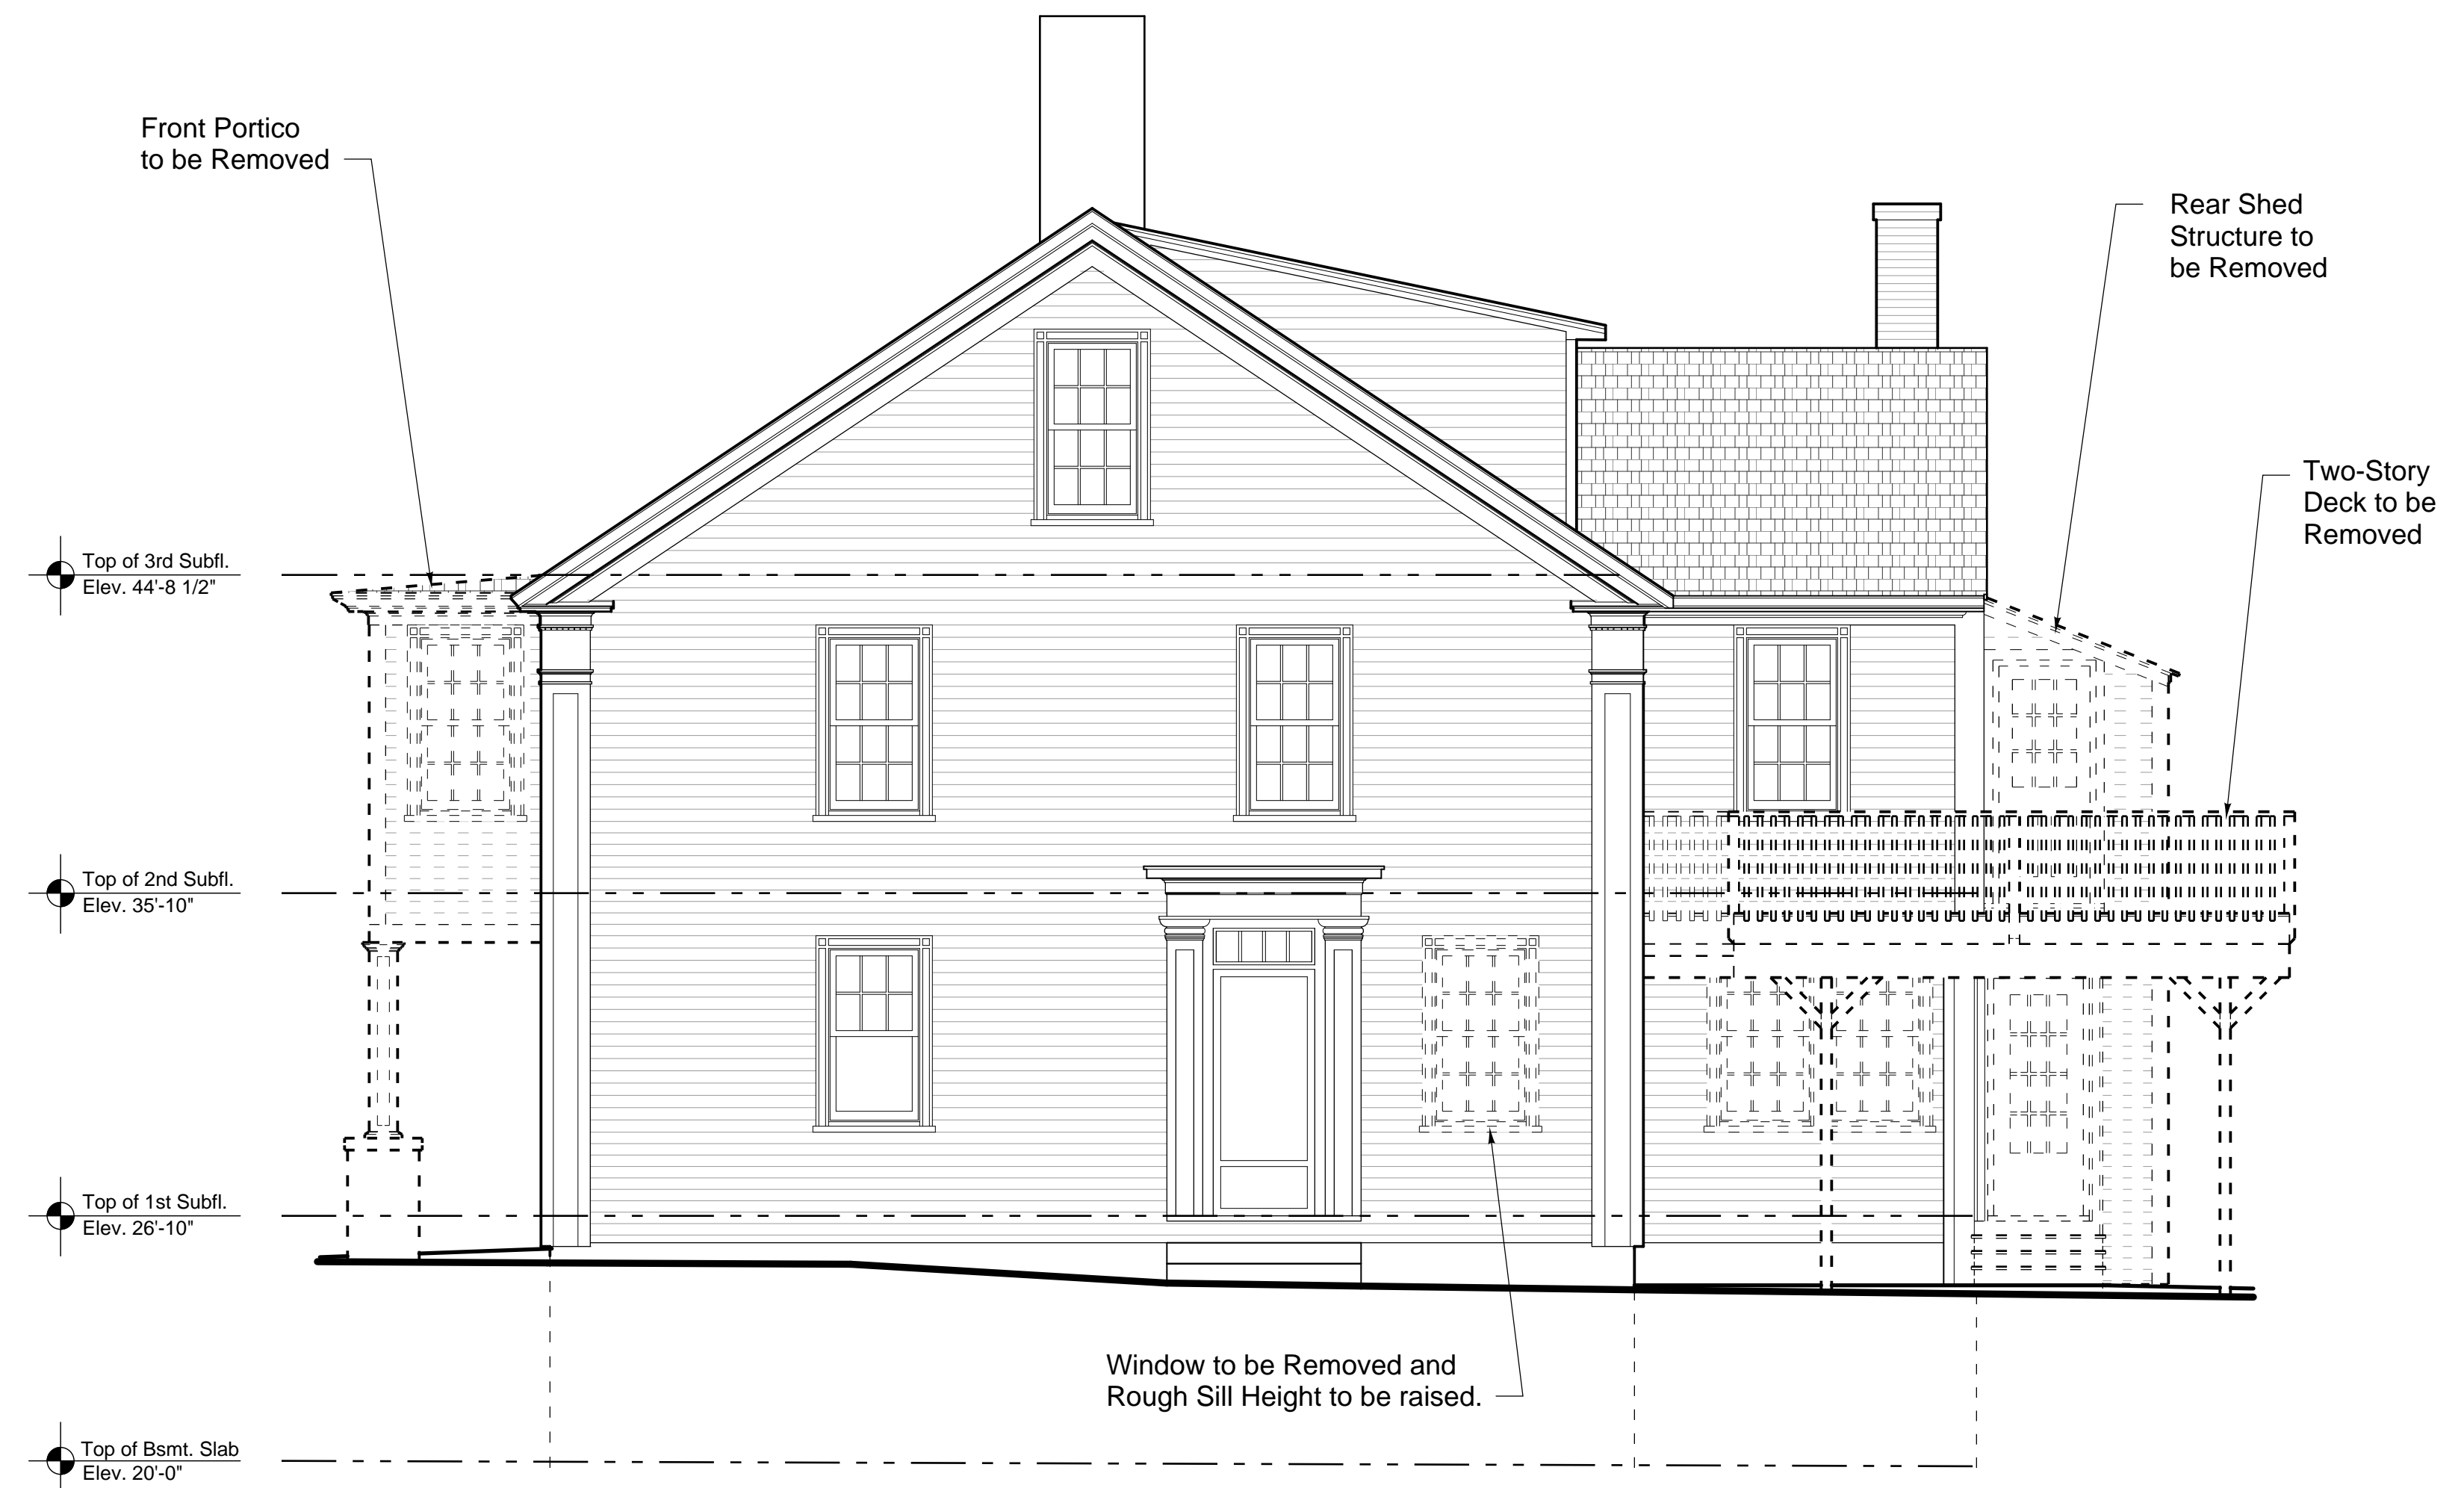 Front Portico
to be Removed
Rear Shed
Structure to
be Removed
Two-Story
Deck to be
Removed
Top of 3rd Subfl.
Elev. 44'-8 1/2"
Top of 2nd Subfl.
Elev. 35'-10"
Top of 1st Subfl.
Elev. 26'-10"
Window to be Removed and
Rough Sill Height to be raised.
Top of Bsmt. Slab
Elev. 20'-0"